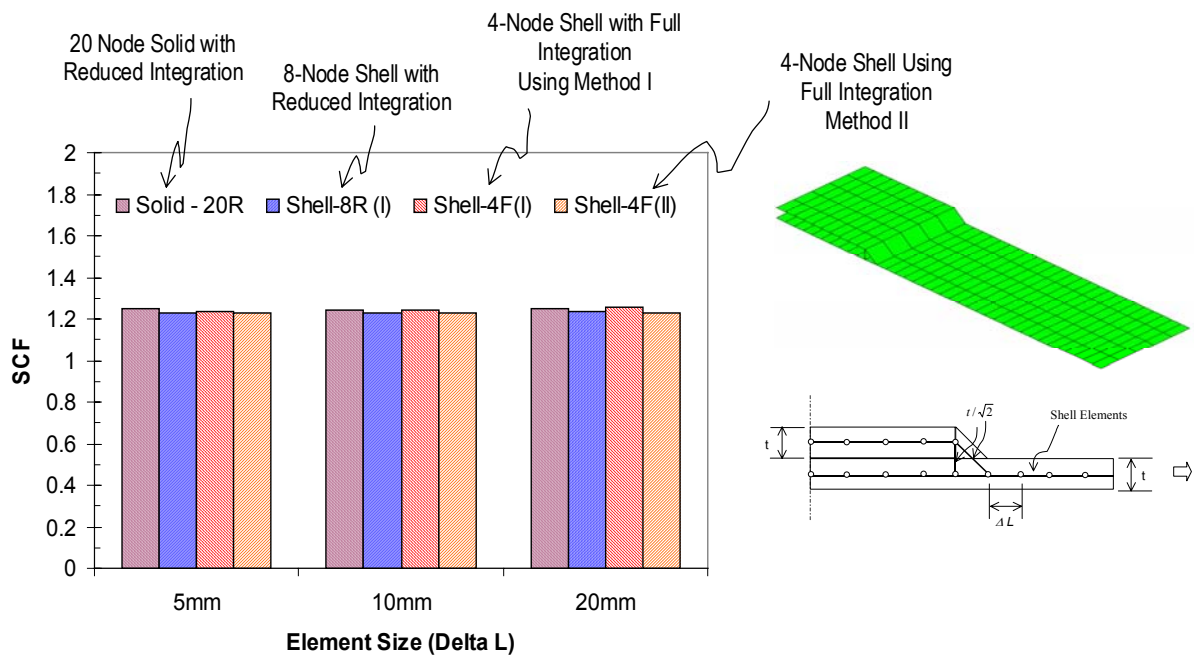 20 Node Solid with
Reduced Integration
8-Node Shell with
Reduced Integration
4-Node Shell with Full
Integration
Using Method I
4-Node Shell Using
Full Integration
Method II
2
1.8
1.6
1.4
1.2
1
0.8
0.6
0.4
0.2
0
SCF
Solid - 20R
Shell-8R (I)
Shell-4F(I)
Shell-4F(II)
5mm
10mm
20mm
Element Size (Delta L)
t
t/√2
Shell Elements
t
ΔL